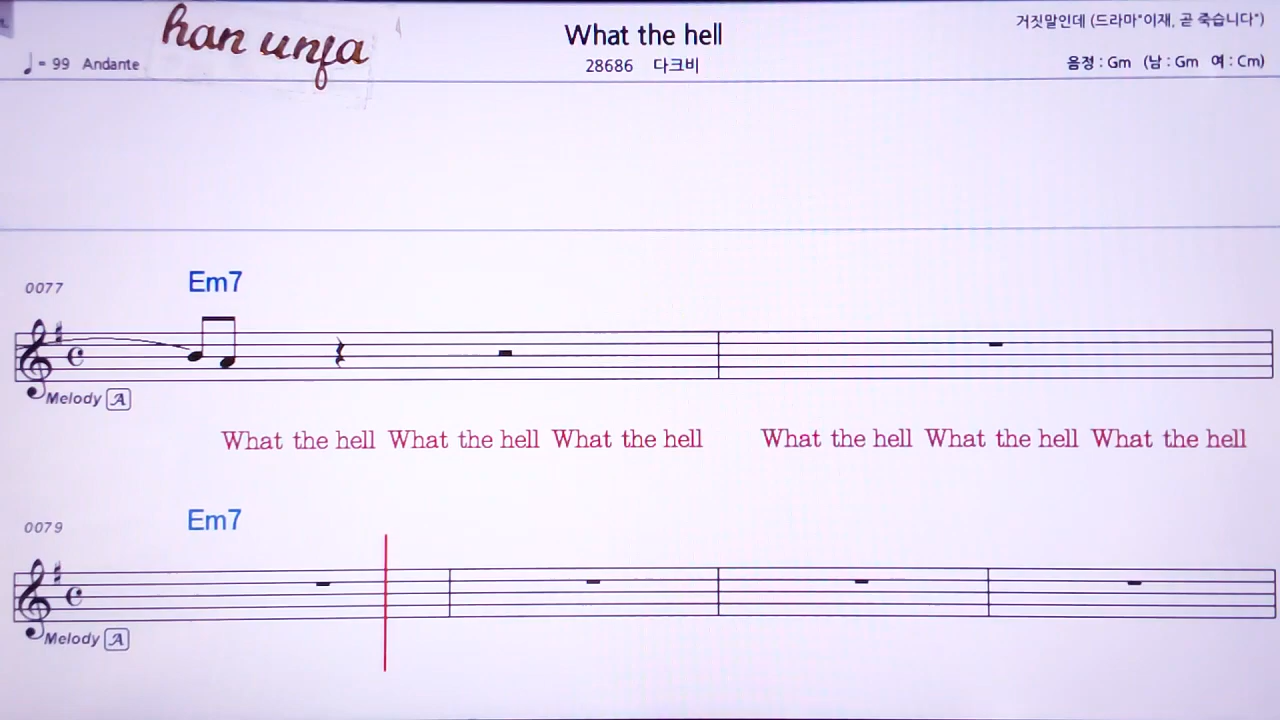 han unja
What the hell
거짓말인데 (드라마"이재, 곧 죽습니다")
♩ = 99 Andante
28686 다크비
음정 : Gm (남 : Gm 여 : Cm)
0077
Em7
Melody A
What the hell What the hell What the hell What the hell What the hell What the hell
0079
Em7
Melody A